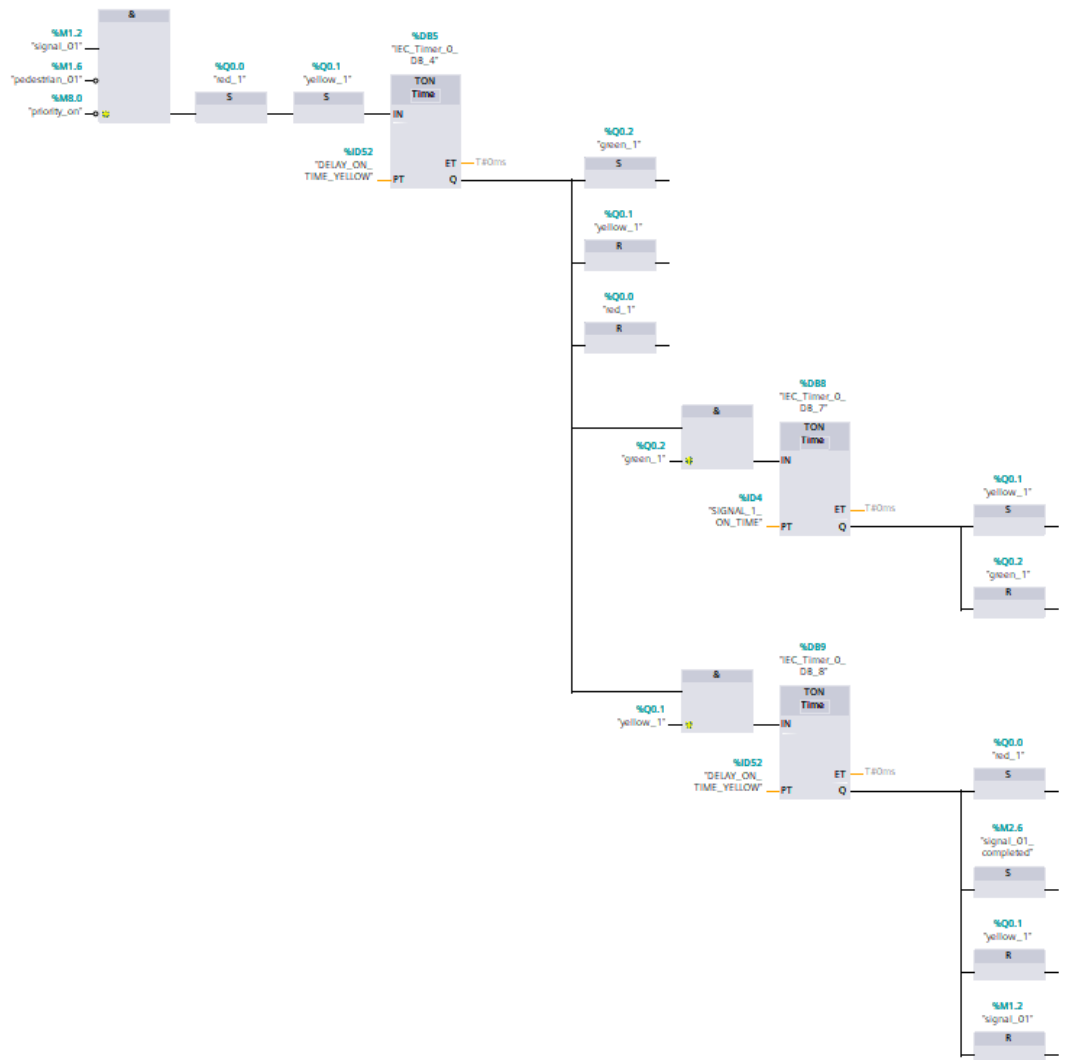 &
%M1.2
"signal_01"
%M1.6
"pedestrian_01"
%M8.0
"priority_on"
%Q0.0
"red_1"
S
%Q0.1
"yellow_1"
S
%DB5
"IEC_Timer_0_
DB_4"
TON
Time
IN
%ID52
"DELAY_ON_
TIME_YELLOW"
PT
ET
T#0ms
Q
%Q0.2
"green_1"
S
%Q0.1
"yellow_1"
R
%Q0.0
"red_1"
R
&
%Q0.2
"green_1"
%DB8
"IEC_Timer_0_
DB_7"
TON
Time
IN
%ID4
"SIGNAL_1_
ON_TIME"
PT
ET
T#0ms
Q
%Q0.1
"yellow_1"
S
%Q0.2
"green_1"
R
&
%Q0.1
"yellow_1"
%DB9
"IEC_Timer_0_
DB_8"
TON
Time
IN
%ID52
"DELAY_ON_
TIME_YELLOW"
PT
ET
T#0ms
Q
%Q0.0
"red_1"
S
%M2.6
"signal_01_
completed"
S
%Q0.1
"yellow_1"
R
%M1.2
"signal_01"
R